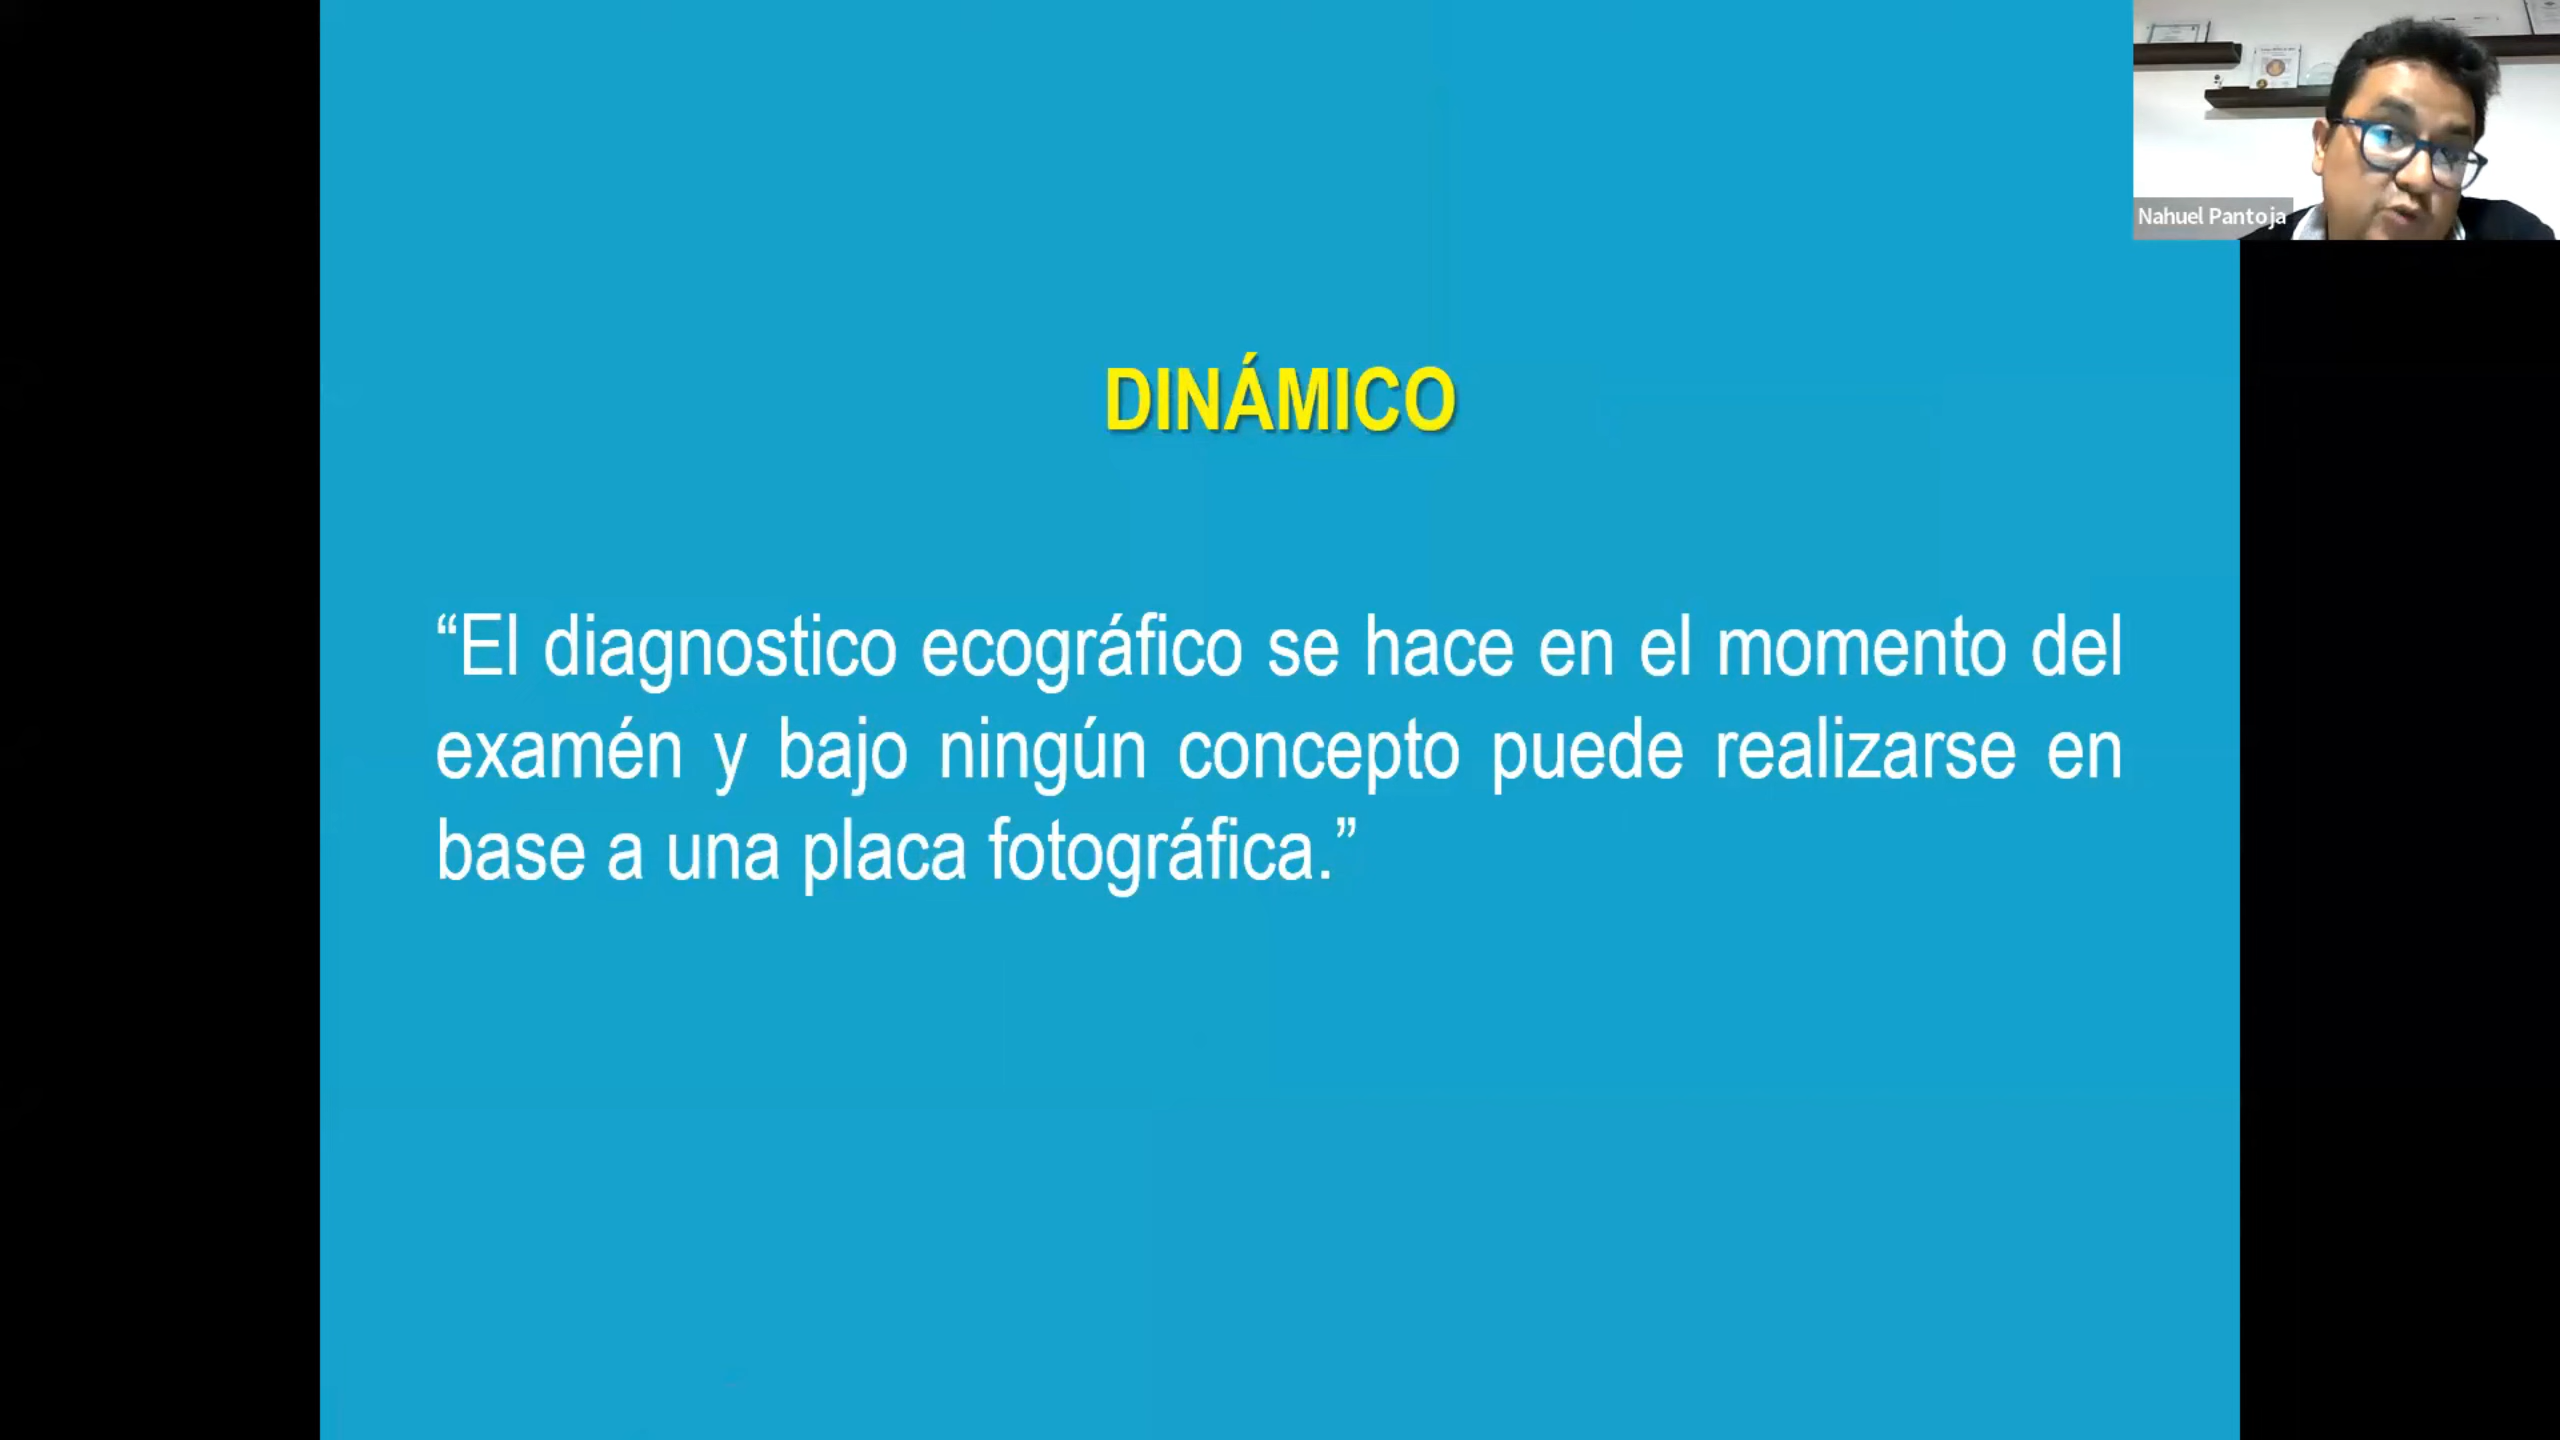 Nahuel Pantoja
DINÁMICO
“El diagnostico ecográfico se hace en el momento del
examén y bajo ningún concepto puede realizarse en
base a una placa fotográfica.”